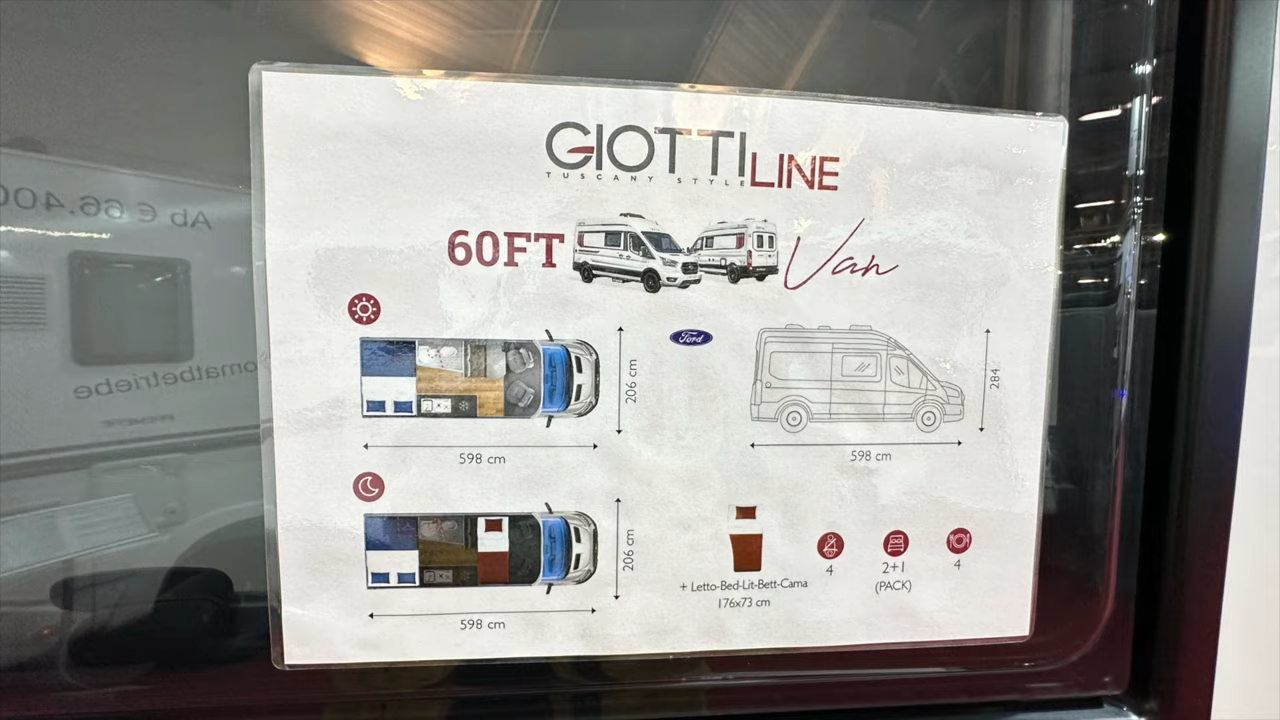 GIOTTILINE
TUSCANY STYLE
60FT Van
Ford
206 cm
284
598 cm
598 cm
206 cm
+ Letto-Bed-Lit-Bett-Cama
176x73 cm
4
2+1
(PACK)
4
598 cm
Ab € 66.400
omatbetriebe